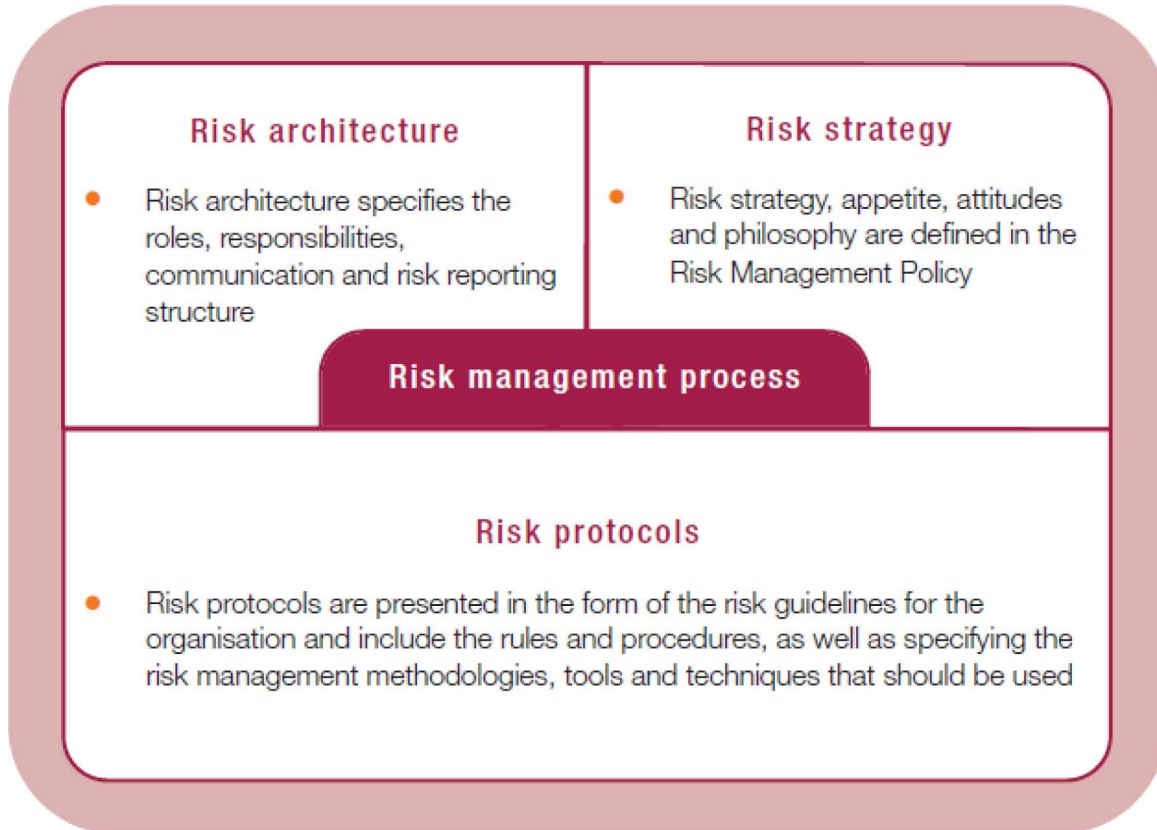 Risk architecture
• Risk architecture specifies the
roles, responsibilities,
communication and risk reporting
structure
Risk strategy
• Risk strategy, appetite, attitudes
and philosophy are defined in the
Risk Management Policy
Risk management process
Risk protocols
• Risk protocols are presented in the form of the risk guidelines for the
organisation and include the rules and procedures, as well as specifying the
risk management methodologies, tools and techniques that should be used